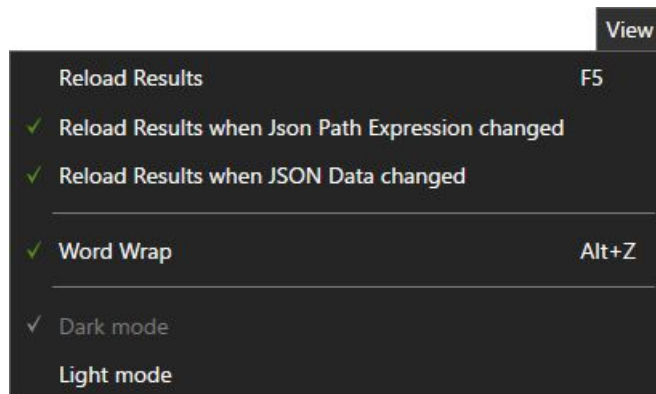 View
Reload Results F5
Reload Results when Json Path Expression changed
Reload Results when JSON Data changed
Word Wrap Alt+Z
Dark mode
Light mode